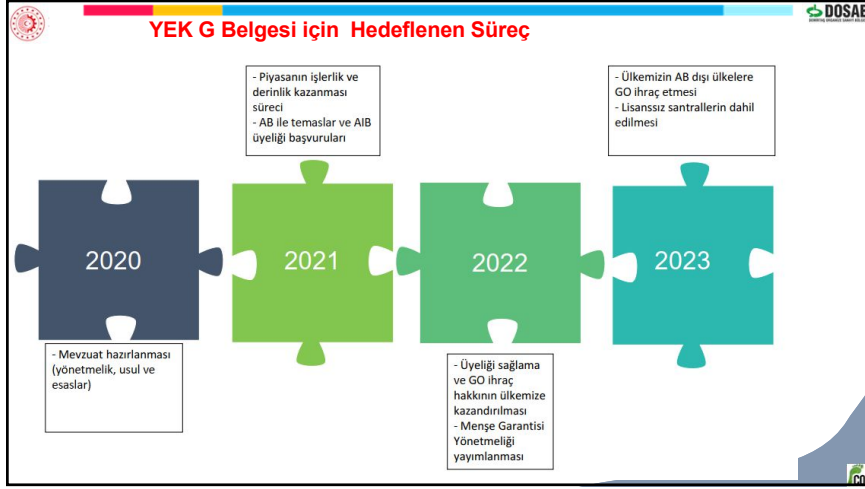 YEK G Belgesi için Hedeflenen Süreç
DOSAB
- Piyasanın işlerlik ve
derinlik kazanması
süreci
- AB ile temaslar ve AIB
üyeliği başvuruları
- Ülkemizin AB dışı ülkelere
GO ihraç etmesi
- Lisanssız santrallerin dahil
edilmesi
2020
2021
2022
2023
- Mevzuat hazırlanması
(yönetmelik, usul ve
esaslar)
- Üyeliği sağlama
ve GO ihraç
hakkının ülkemize
kazandırılması
- Menşe Garantisi
Yönetmeliği
yayımlanması